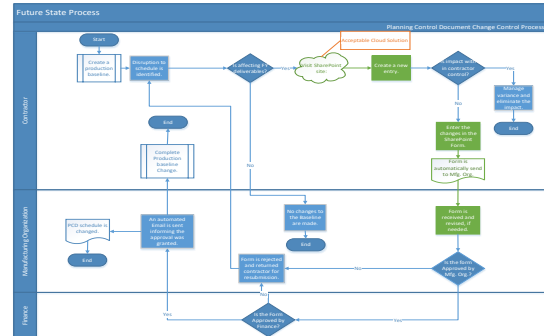 Future State Process
Planning Control Document Change Control Process
Contractor
Start
Create a
production
baseline.
Disruption to
schedule is
identified.
Is affecting
deliverables?
Yes
Acceptable Cloud Solution
Visit SharePoint
site:
Create a new
entry.
Is impact with
in contractor
control?
Yes
Manage
variance and
eliminate the
impact.
End
No
Enter the
changes in the
SharePoint
Form.
Form is
automatically send
to Mfg. Org.
End
Complete
Production
baseline
Change.
No
Manufacturing Organization
PCD schedule is
changed.
End
An automated
Email is sent
informing the
approval was
granted.
No changes to
the Baseline
are made.
End
Form is
received and
revised, if
needed.
Form is rejected
and returned
contractor for
resubmission.
No
Is the form
Approved by
Mfg. Org.?
Finance
Yes
No
Is the Form
Approved by
Finance?
Yes